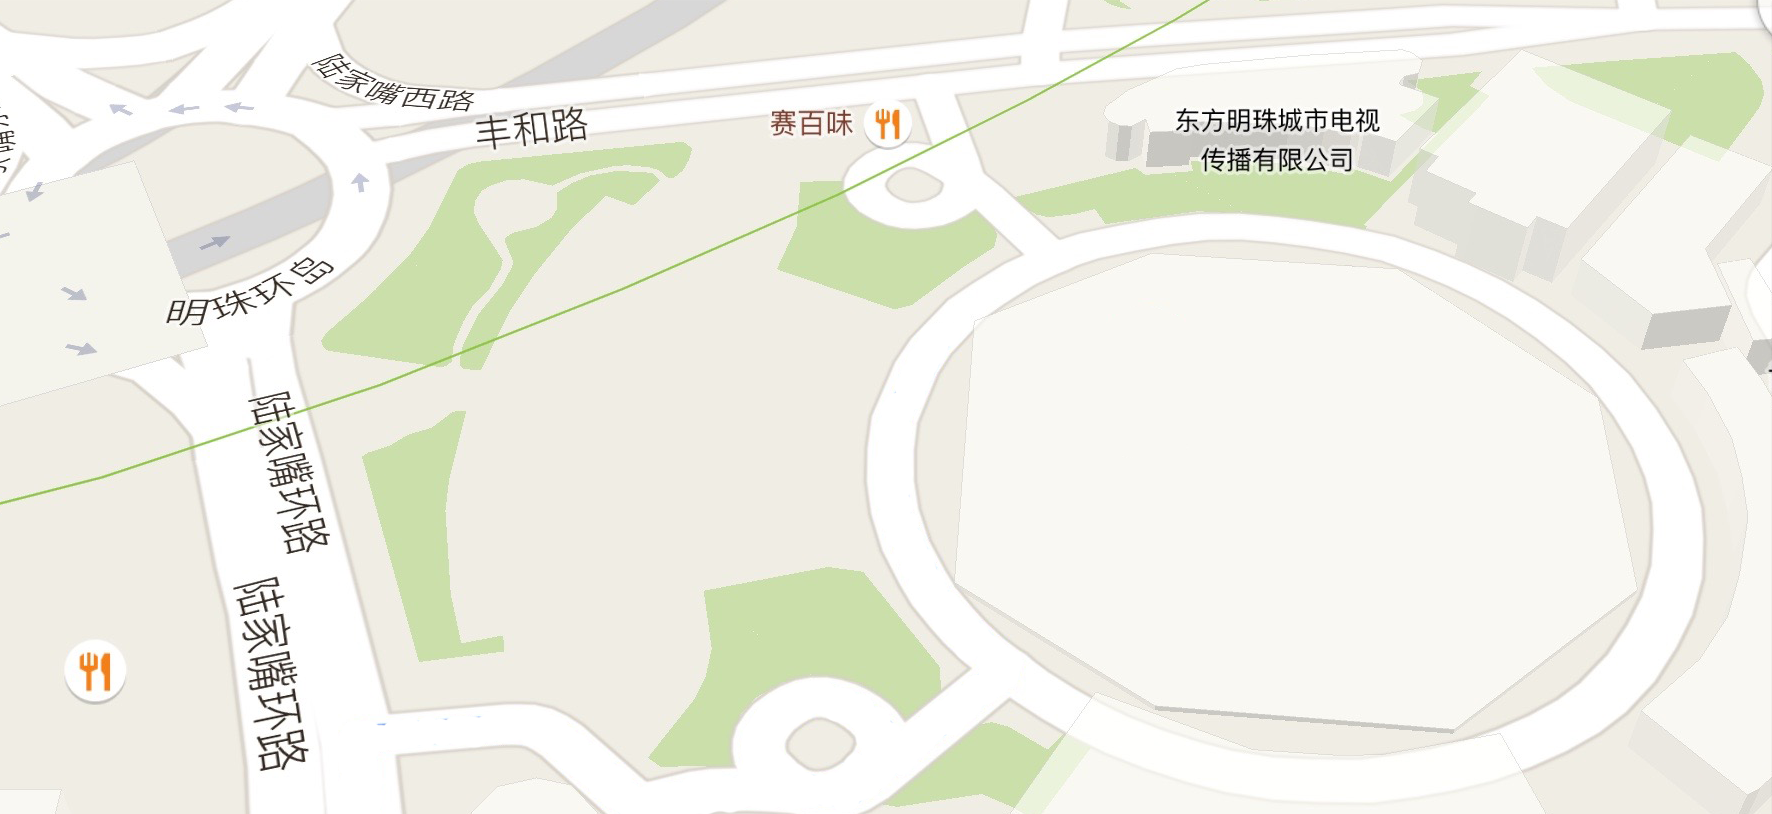 陆家嘴西路
丰和路
赛百味
东方明珠城市电视
传播有限公司
明珠环岛
陆家嘴环路
陆家嘴环路